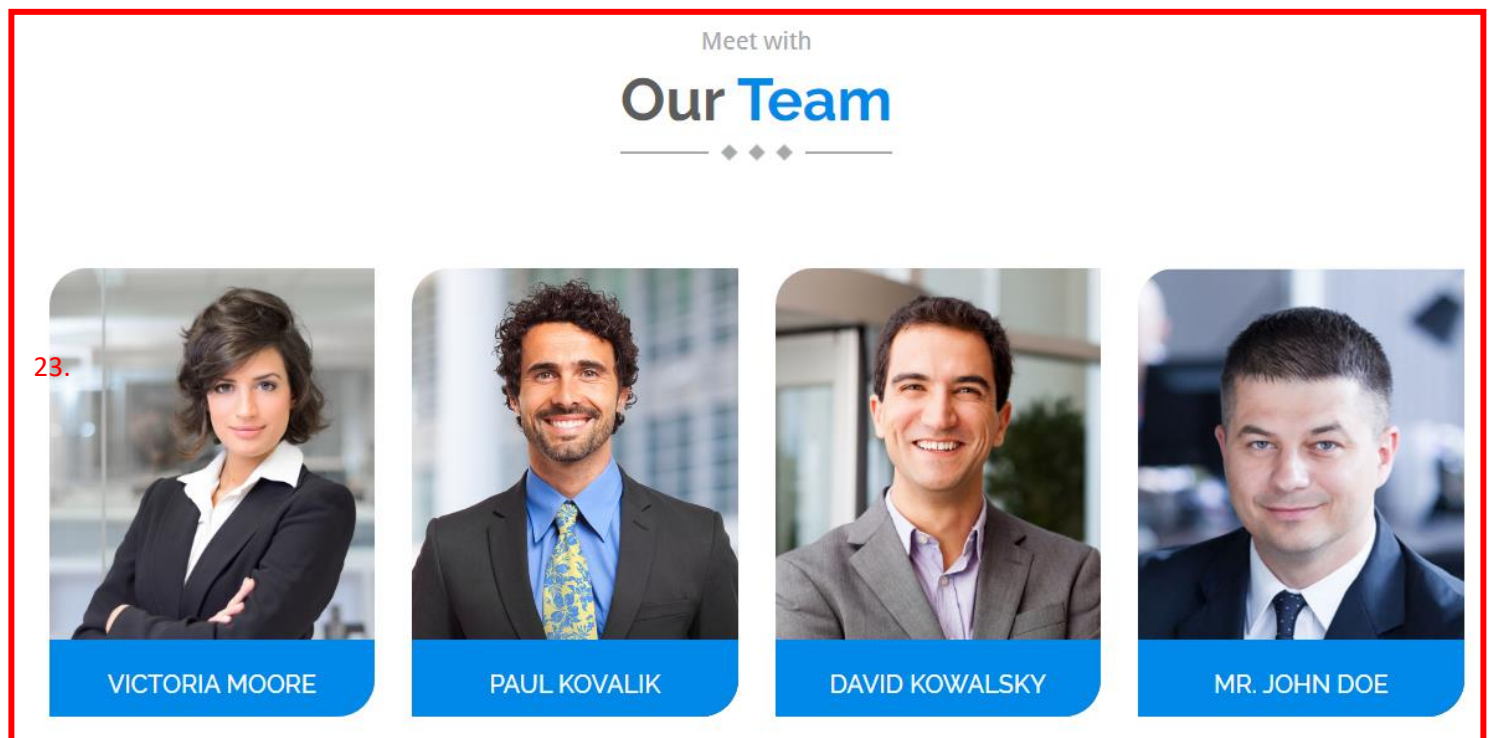 Meet with
Our Team
23.
VICTORIA MOORE
PAUL KOVALIK
DAVID KOWALSKY
MR. JOHN DOE